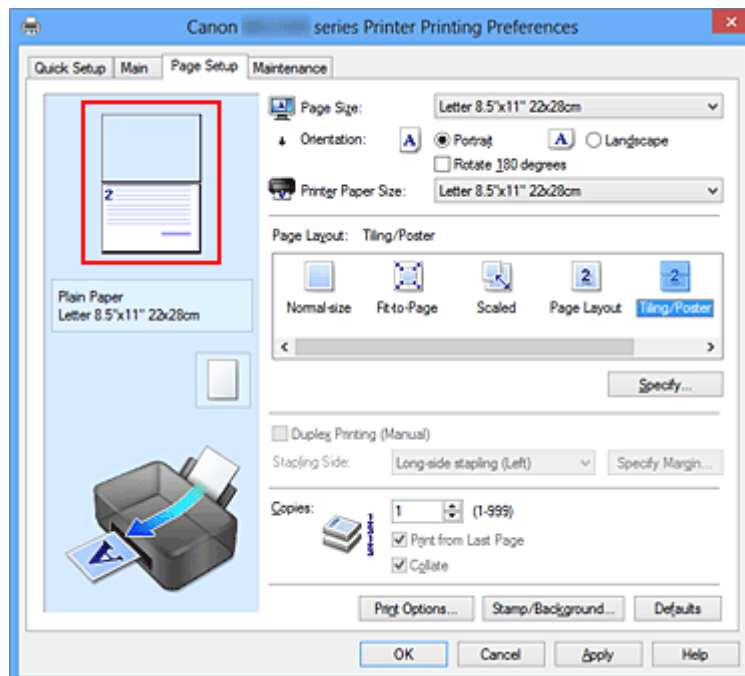 Canon series Printer Printing Preferences
Quick Setup Main Page Setup Maintenance
Page Size: Letter 8.5"x11" 22x28cm
Orientation: A Portrait A Landscape
Rotate 180 degrees
Printer Paper Size: Letter 8.5"x11" 22x28cm
2
Page Layout: Tiling/Poster
2 2
Normal-size Fit-to-Page Scaled Page Layout Tiling/Poster
Plain Paper
Letter 8.5"x11" 22x28cm
Specify...
Duplex Printing (Manual)
Stapling Side: Long-side stapling (Left) Specify Margin...
Copies: 1 (1-999)
Print from Last Page
Collate
A
Print Options... Stamp/Background... Defaults
OK Cancel Apply Help